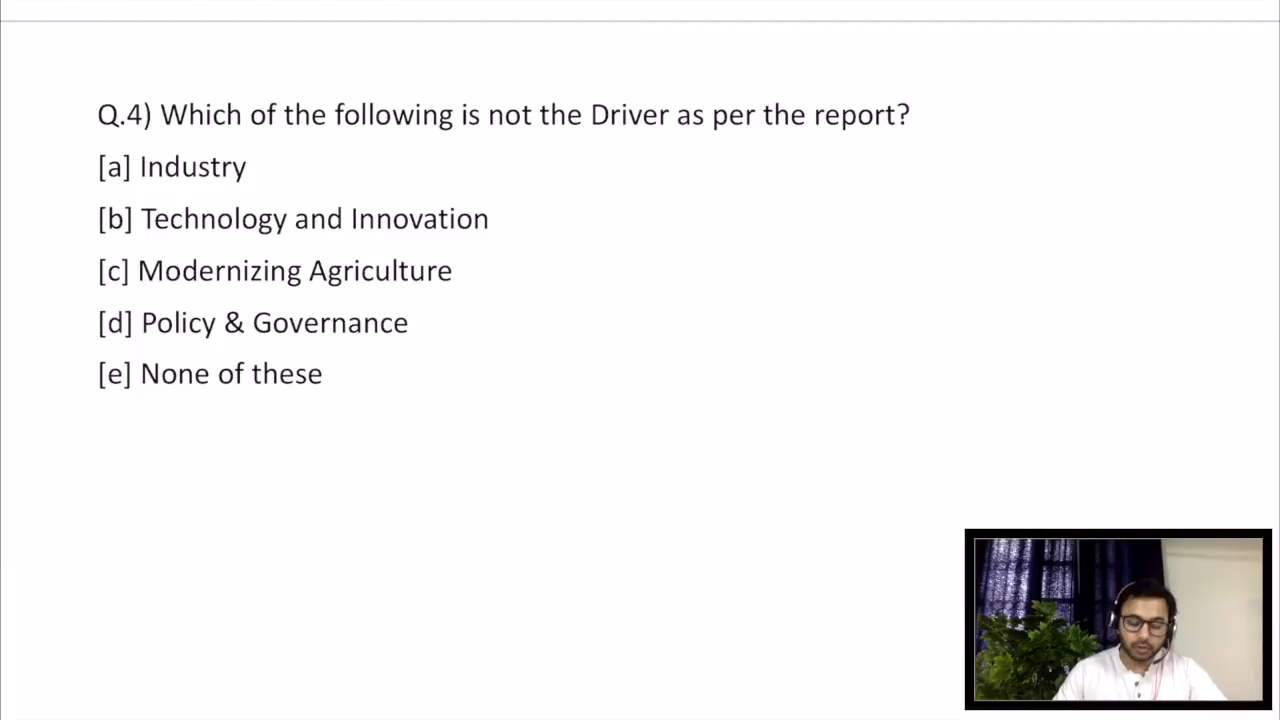 Q.4) Which of the following is not the Driver as per the report?
[a] Industry
[b] Technology and Innovation
[c] Modernizing Agriculture
[d] Policy & Governance
[e] None of these